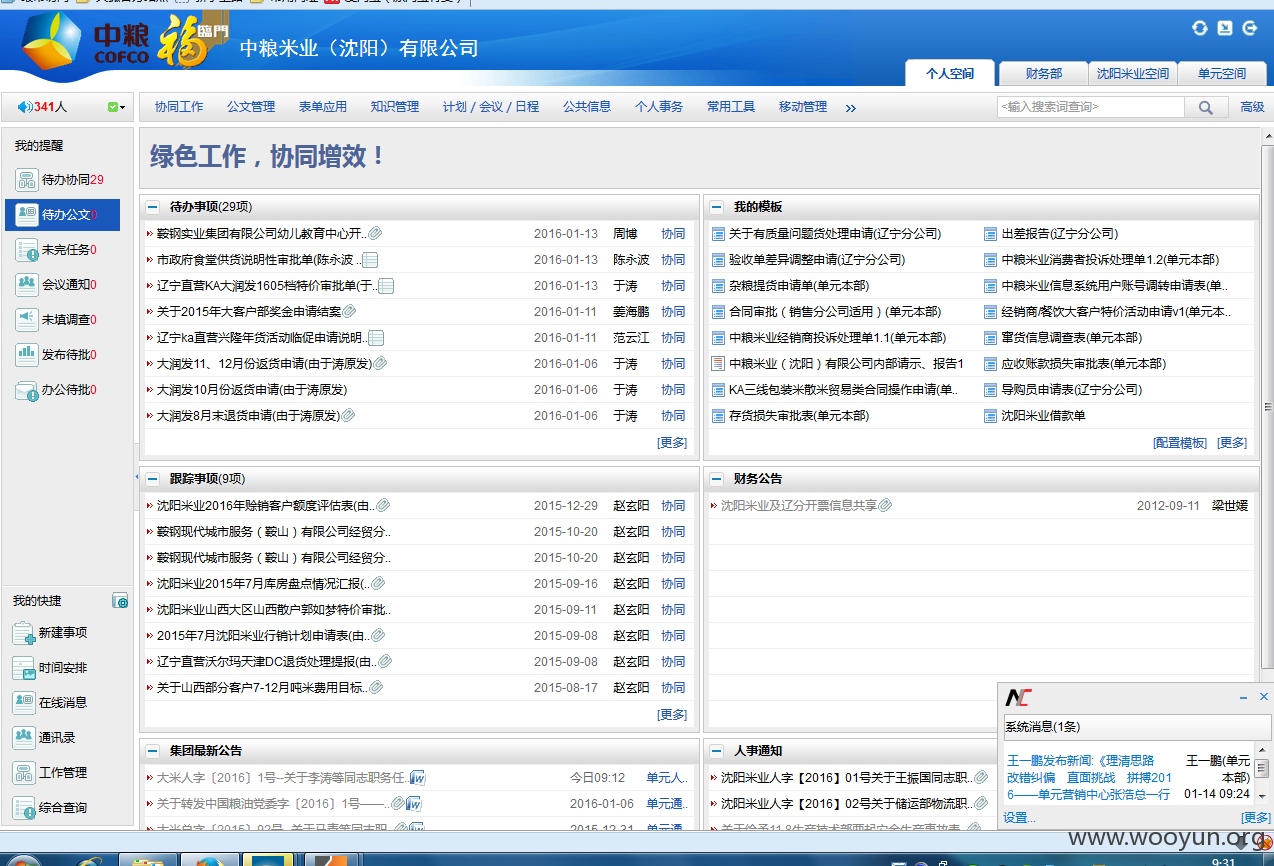 中粮
COFCO
福
臨門
中粮米业（沈阳）有限公司
个人空间 财务部 沈阳米业空间 单元空间
341人
协同工作 公文管理 表单应用 知识管理 计划 / 会议 / 日程 公共信息 个人事务 常用工具 移动管理 »
<输入搜索词查询> 高级
我的提醒
待办协同29
待办公文0
未完任务0
会议通知0
未填调查0
发布待批0
办公待批0
我的快捷
新建事项
时间安排
在线消息
通讯录
工作管理
综合查询
绿色工作，协同增效！
待办事项(29项)
鞍钢实业集团有限公司幼儿教育中心开.. 2016-01-13 周博 协同
市政府食堂供货说明性审批单(陈永波 .. 2016-01-13 陈永波 协同
辽宁直营KA大润发1605档特价审批单(于.. 2016-01-13 于涛 协同
关于2015年大客户部奖金申请结案 2016-01-11 姜海鹏 协同
辽宁ka直营兴隆年货活动临促申请说明.. 2016-01-11 范云江 协同
大润发11、12月份返货申请(由于涛原发) 2016-01-06 于涛 协同
大润发10月份返货申请(由于涛原发) 2016-01-06 于涛 协同
大润发8月末退货申请(由于涛原发) 2016-01-06 于涛 协同
[更多]
我的模板
关于有质量问题货处理申请(辽宁分公司) 出差报告(辽宁分公司)
验收单差异调整申请(辽宁分公司) 中粮米业消费者投诉处理单1.2(单元本部)
杂粮提货申请单(单元本部) 中粮米业信息系统用户账号调转申请表(单..
合同审批（销售分公司适用）(单元本部) 经销商/餐饮大客户特价活动申请v1(单元本..
中粮米业经销商投诉处理单1.1(单元本部) 窜货信息调查表(单元本部)
中粮米业（沈阳）有限公司内部请示、报告1 应收账款损失审批表(单元本部)
KA三线包装米散米贸易类合同操作申请(单.. 导购员申请表(辽宁分公司)
存货损失审批表(单元本部) 沈阳米业借款单
[配置模板] [更多]
跟踪事项(9项)
沈阳米业2016年赊销客户额度评估表(由.. 2015-12-29 赵玄阳 协同
鞍钢现代城市服务（鞍山）有限公司经贸分.. 2015-10-20 赵玄阳 协同
鞍钢现代城市服务（鞍山）有限公司经贸分.. 2015-10-20 赵玄阳 协同
沈阳米业2015年7月库房盘点情况汇报(.. 2015-09-16 赵玄阳 协同
沈阳米业山西大区山西散户郭如梦特价审批.. 2015-09-11 赵玄阳 协同
2015年7月沈阳米业行销计划申请表(由.. 2015-09-08 赵玄阳 协同
辽宁直营沃尔玛天津DC退货处理提报(由.. 2015-09-08 赵玄阳 协同
关于山西部分客户7-12月吨米费用目标.. 2015-08-17 赵玄阳 协同
[更多]
财务公告
沈阳米业及辽分开票信息共享 2012-09-11 梁世媛
集团最新公告
大米人字〔2016〕1号--关于李涛等同志职务任.. 今日09:12 单元人..
关于转发中国粮油党委字〔2016〕1号——.. 2016-01-06 单元通..
大米总字〔2015〕92号 2015-12-31 单元通..
人事通知
沈阳米业人字【2016】01号关于王振国同志职..
沈阳米业人字【2016】02号关于储运部物流职..
关于给予11.8生产技术部两起安全生产事故责..
系统消息(1条)
王一鹏发布新闻:《理清思路 王一鹏(单元
改错纠偏 直面挑战 拼搏201 本部)
6——单元营销中心张浩总一行 01-14 09:24
设置... [更多]
www.wooyun.org
9:31